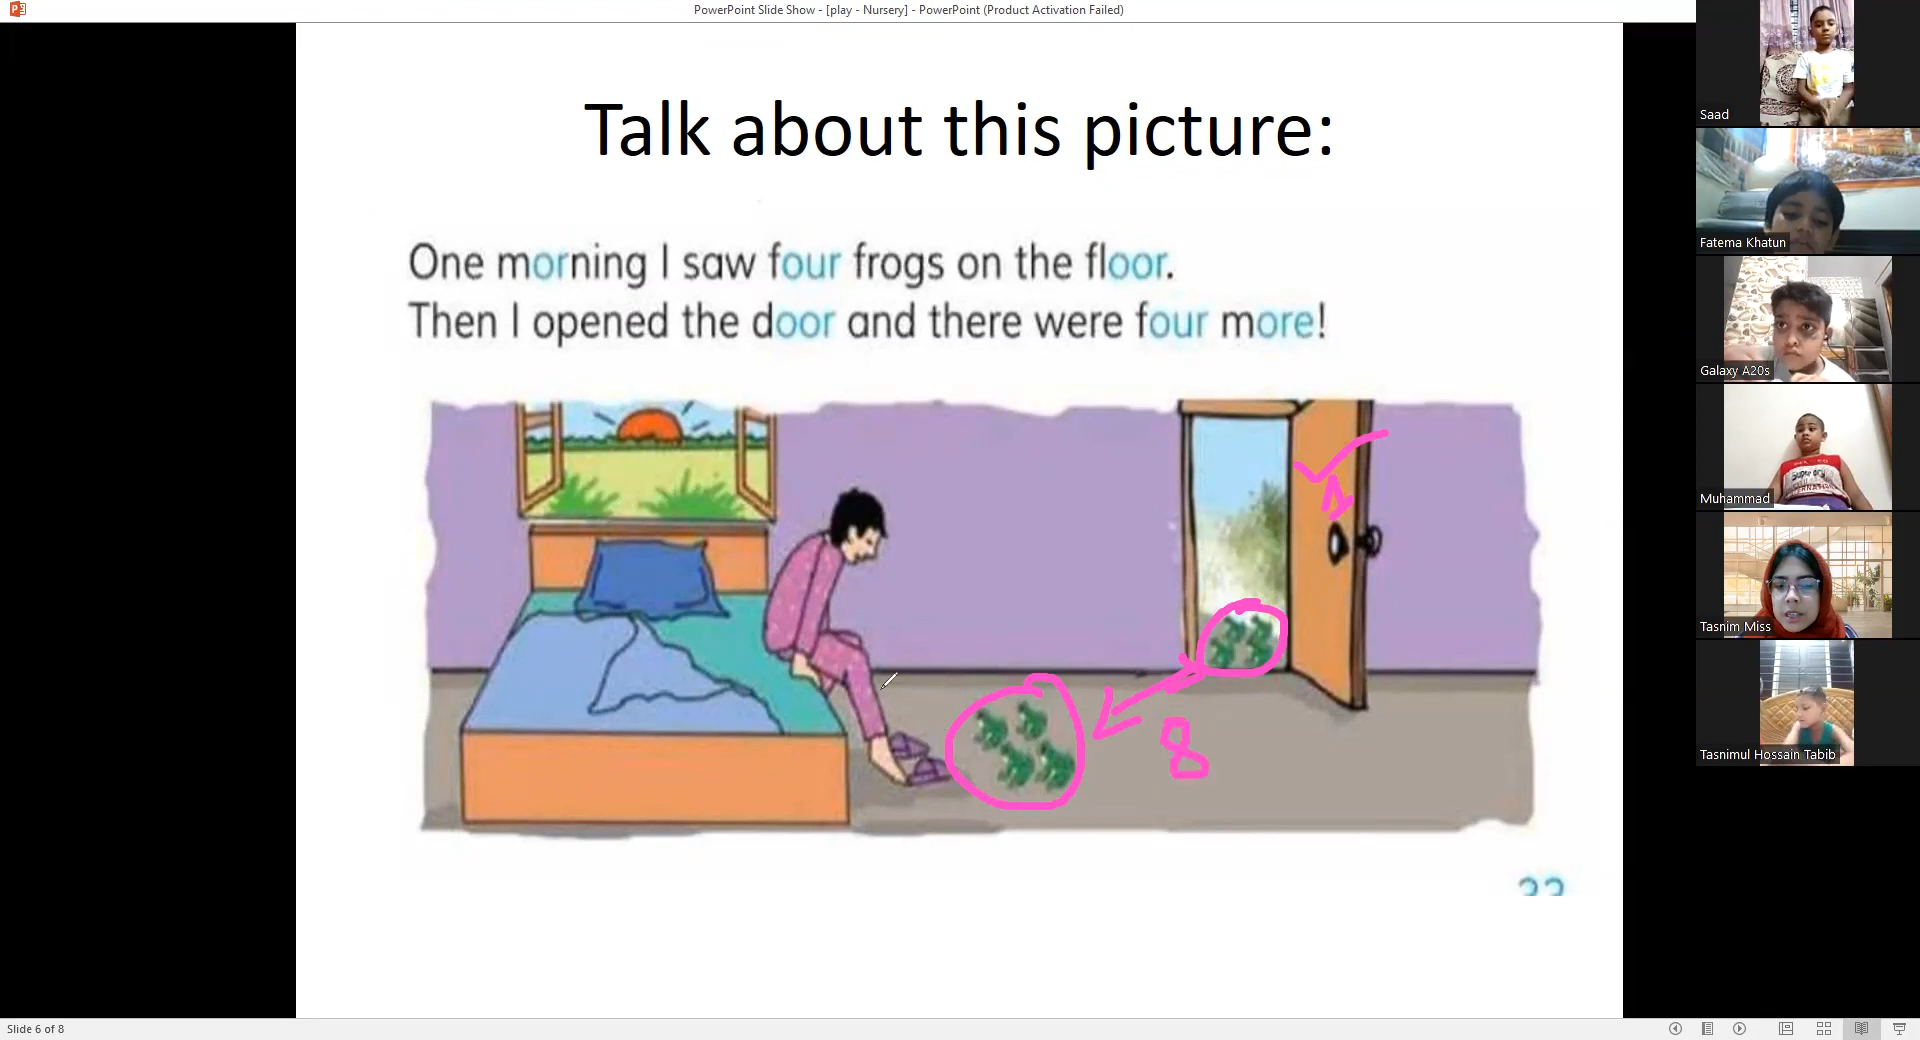 PowerPoint Slide Show - [play - Nursery] - PowerPoint (Product Activation Failed)
Talk about this picture:
One morning I saw four frogs on the floor.
Then I opened the door and there were four more!
8
Saad
Fatema Khatun
Galaxy A20s
Muhammad
Tasnim Miss
Tasnimul Hossain Tabib
Slide 6 of 8